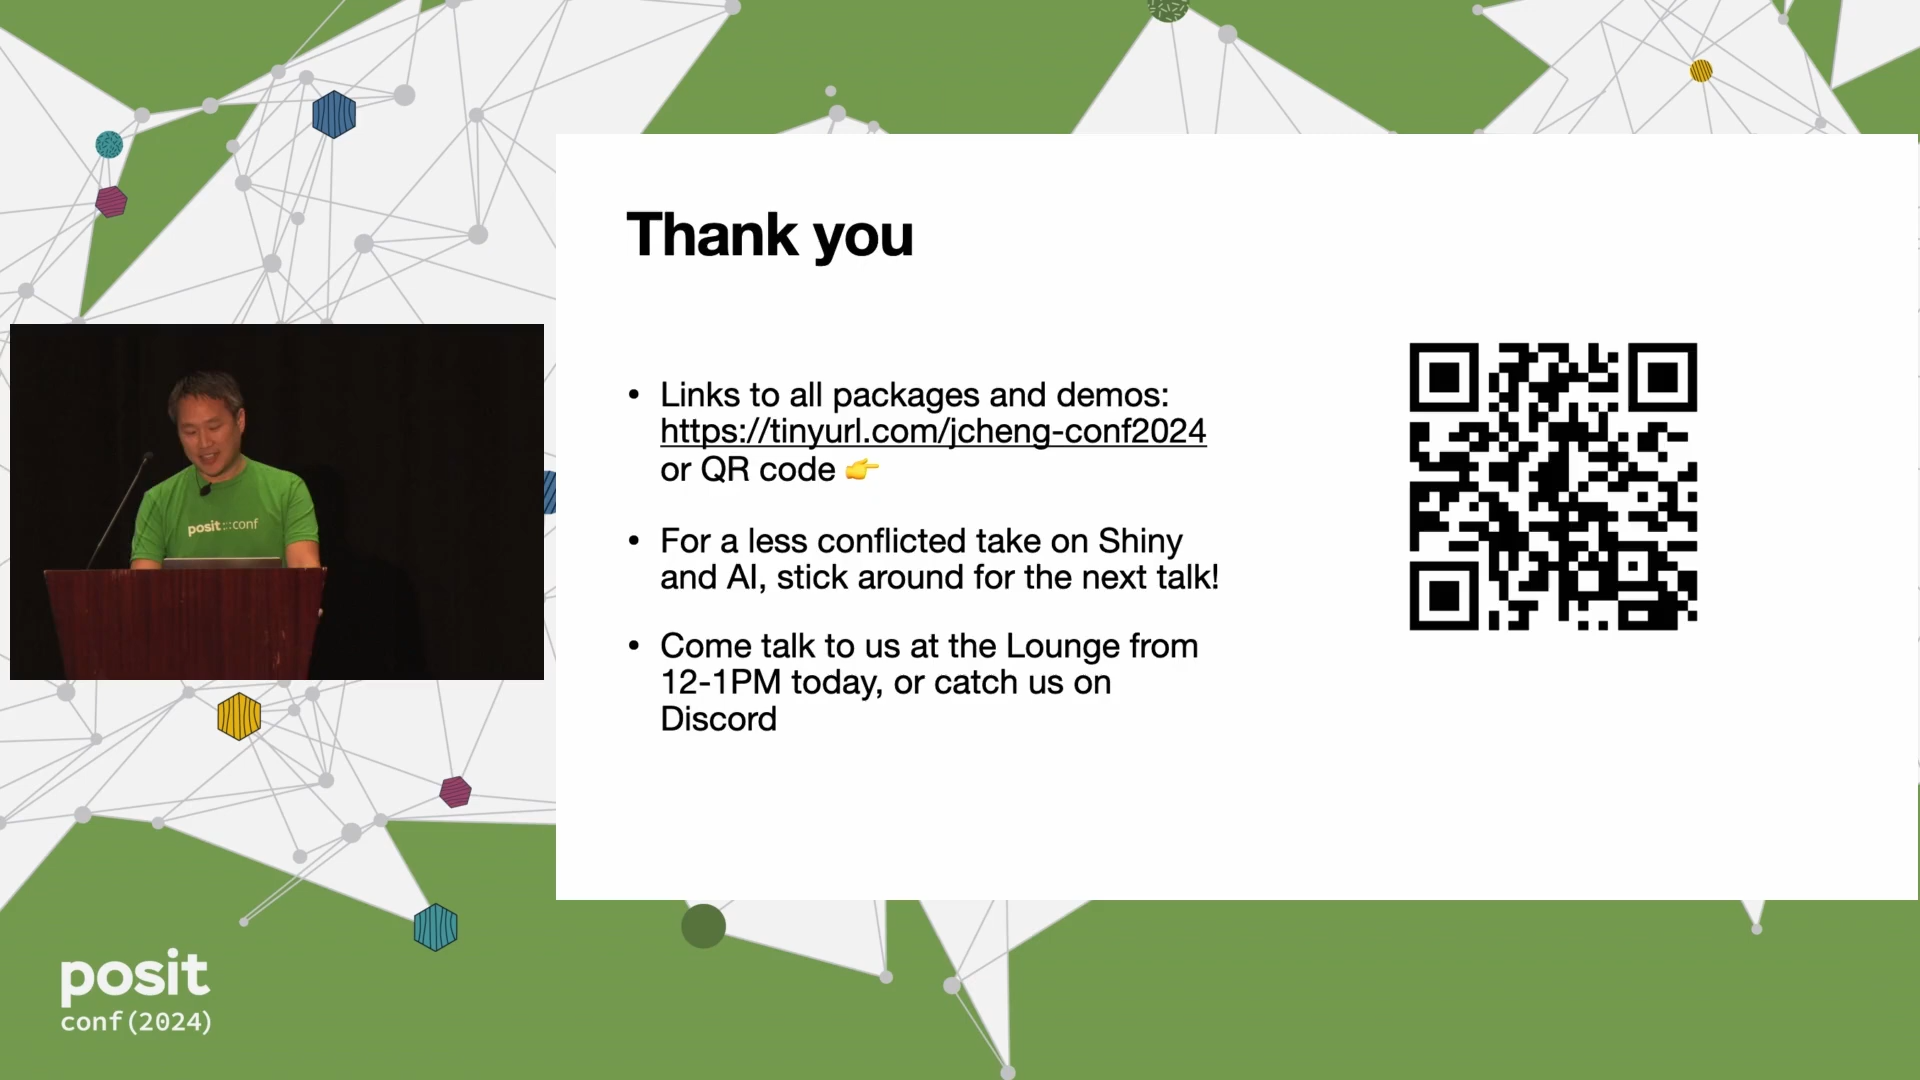 Thank you
• Links to all packages and demos:
https://tinyurl.com/jcheng-conf2024
or QR code 👉
• For a less conflicted take on Shiny
and AI, stick around for the next talk!
• Come talk to us at the Lounge from
12-1PM today, or catch us on
Discord
posit::conf
posit
conf(2024)